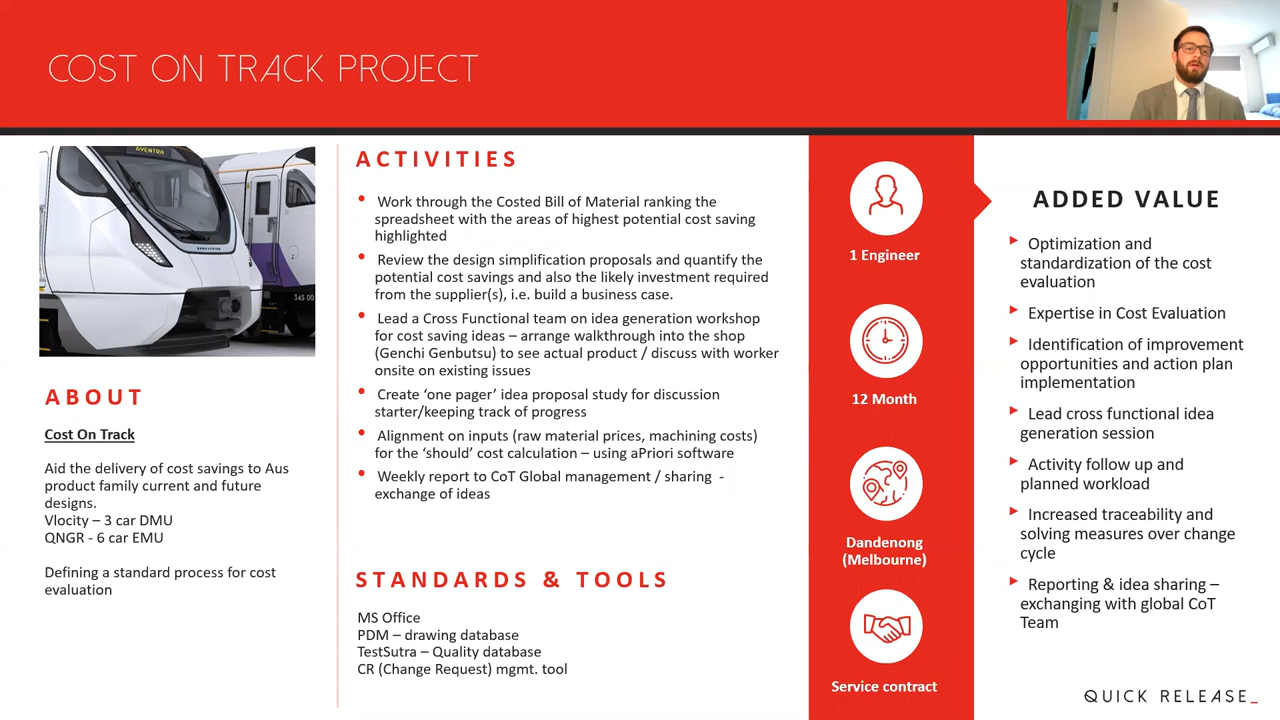 COST ON TRACK PROJECT
AVENTRA
ABOUT
Cost On Track
Aid the delivery of cost savings to Aus
product family current and future
designs.
Vlocity – 3 car DMU
QNGR - 6 car EMU
Defining a standard process for cost
evaluation
ACTIVITIES
• Work through the Costed Bill of Material ranking the
spreadsheet with the areas of highest potential cost saving
highlighted
• Review the design simplification proposals and quantify the
potential cost savings and also the likely investment required
from the supplier(s), i.e. build a business case.
• Lead a Cross Functional team on idea generation workshop
for cost saving ideas – arrange walkthrough into the shop
(Genchi Genbutsu) to see actual product / discuss with worker
onsite on existing issues
• Create ‘one pager’ idea proposal study for discussion
starter/keeping track of progress
• Alignment on inputs (raw material prices, machining costs)
for the ‘should’ cost calculation – using aPriori software
• Weekly report to CoT Global management / sharing -
exchange of ideas
STANDARDS & TOOLS
MS Office
PDM – drawing database
TestSutra – Quality database
CR (Change Request) mgmt. tool
1 Engineer
12 Month
Dandenong
(Melbourne)
Service contract
ADDED VALUE
Optimization and
standardization of the cost
evaluation
Expertise in Cost Evaluation
Identification of improvement
opportunities and action plan
implementation
Lead cross functional idea
generation session
Activity follow up and
planned workload
Increased traceability and
solving measures over change
cycle
Reporting & idea sharing –
exchanging with global CoT
Team
QUICK RELEASE_